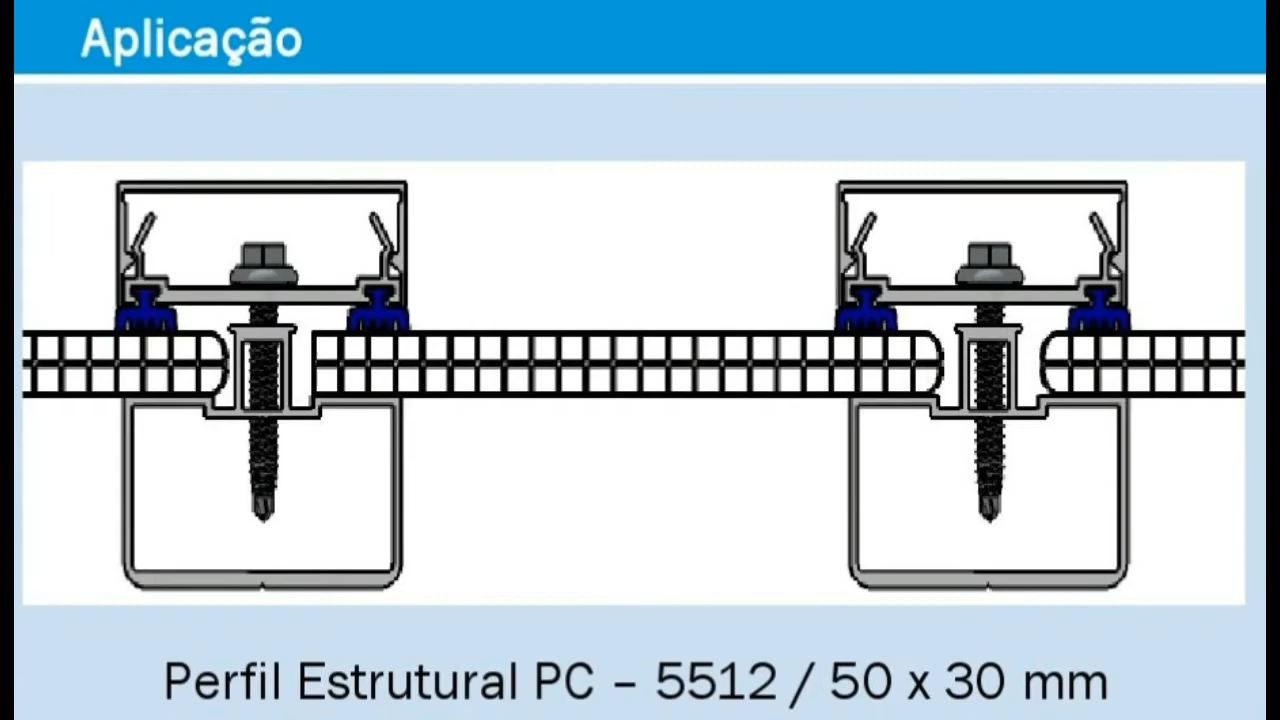 Aplicação
Perfil Estrutural PC – 5512 / 50 x 30 mm